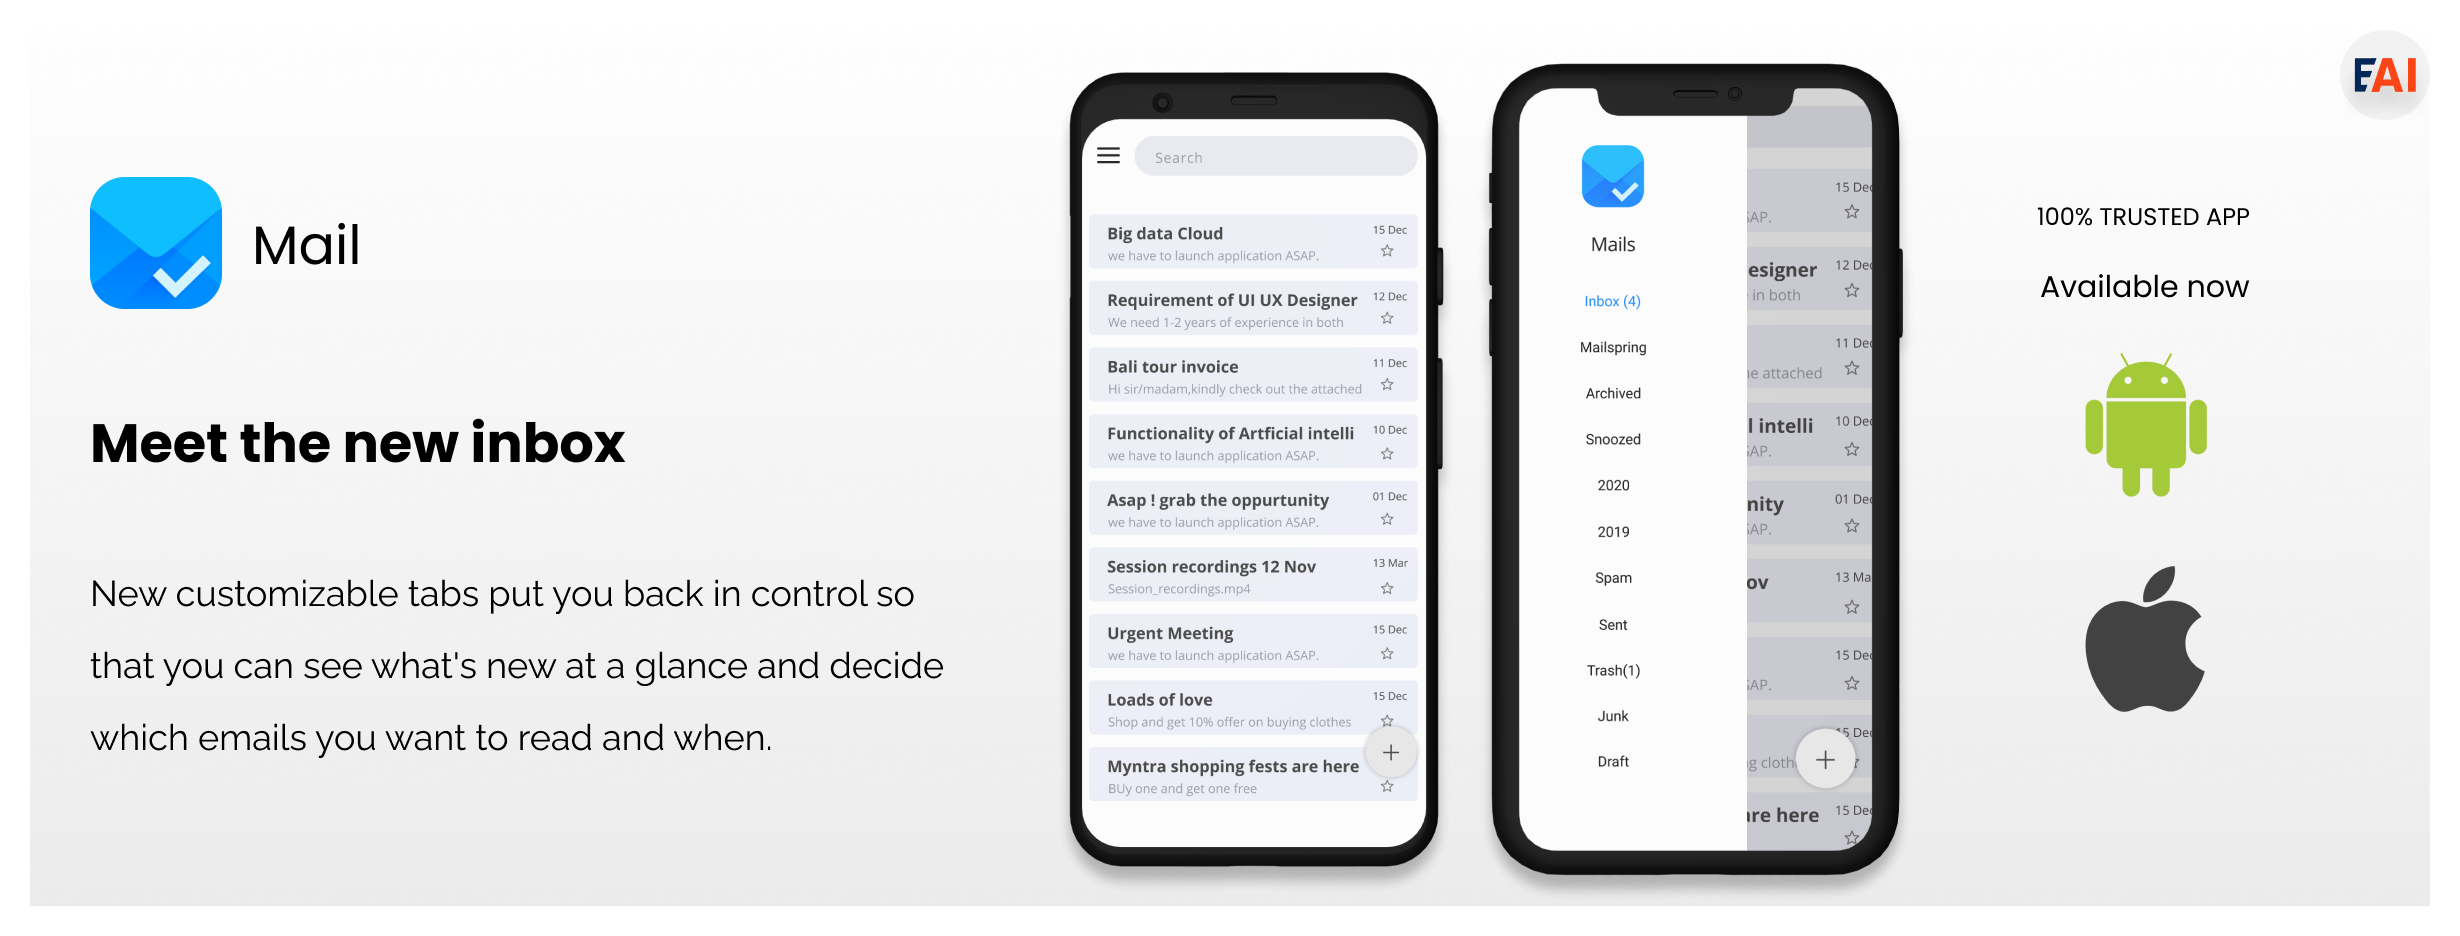 EAI
Mail
Meet the new inbox
New customizable tabs put you back in control so
that you can see what's new at a glance and decide
which emails you want to read and when.
Search
Big data Cloud 15 Dec
we have to launch application ASAP.
Requirement of UI UX Designer 12 Dec
We need 1-2 years of experience in both
Bali tour invoice 11 Dec
Hi sir/madam,kindly check out the attached
Functionality of Artficial intelli 10 Dec
we have to launch application ASAP.
Asap ! grab the oppurtunity 01 Dec
we have to launch application ASAP.
Session recordings 12 Nov 13 Mar
Session_recordings.mp4
Urgent Meeting 15 Dec
we have to launch application ASAP.
Loads of love 15 Dec
Shop and get 10% offer on buying clothes
Myntra shopping fests are here
BUy one and get one free
Mails
Inbox (4)
Mailspring
Archived
Snoozed
2020
2019
Spam
Sent
Trash(1)
Junk
Draft
15 Dec
SAP.
esigner 12 Dec
in both
11 Dec
he attached
l intelli 10 Dec
SAP.
nity 01 Dec
SAP.
ov 13 Ma
15 Dec
SAP.
15 Dec
g cloth
are here 15 Dec
100% TRUSTED APP
Available now